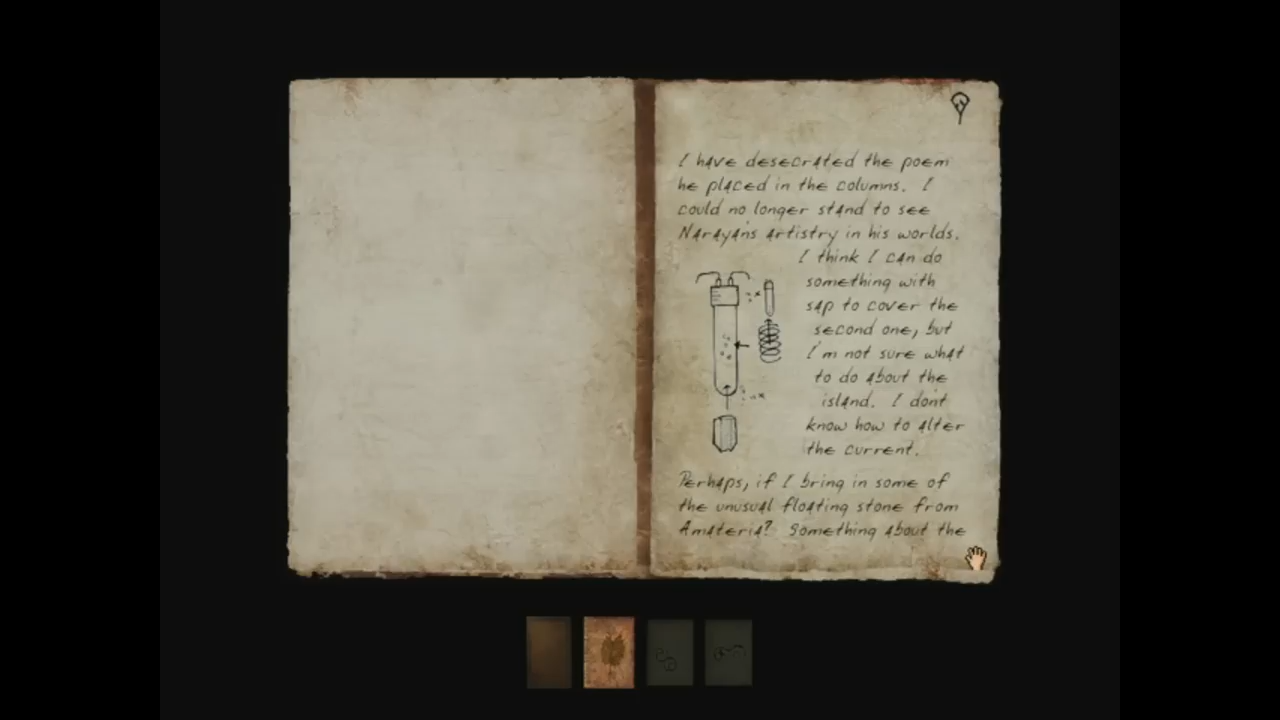 I have desecrated the poem
he placed in the columns. I
could no longer stand to see
Narayan's artistry in his worlds.
I think I can do
something with
sap to cover the
second one, but
I'm not sure what
to do about the
island. I don't
know how to alter
the current.
Perhaps, if I bring in some of
the unusual floating stone from
Amateria? Something about the